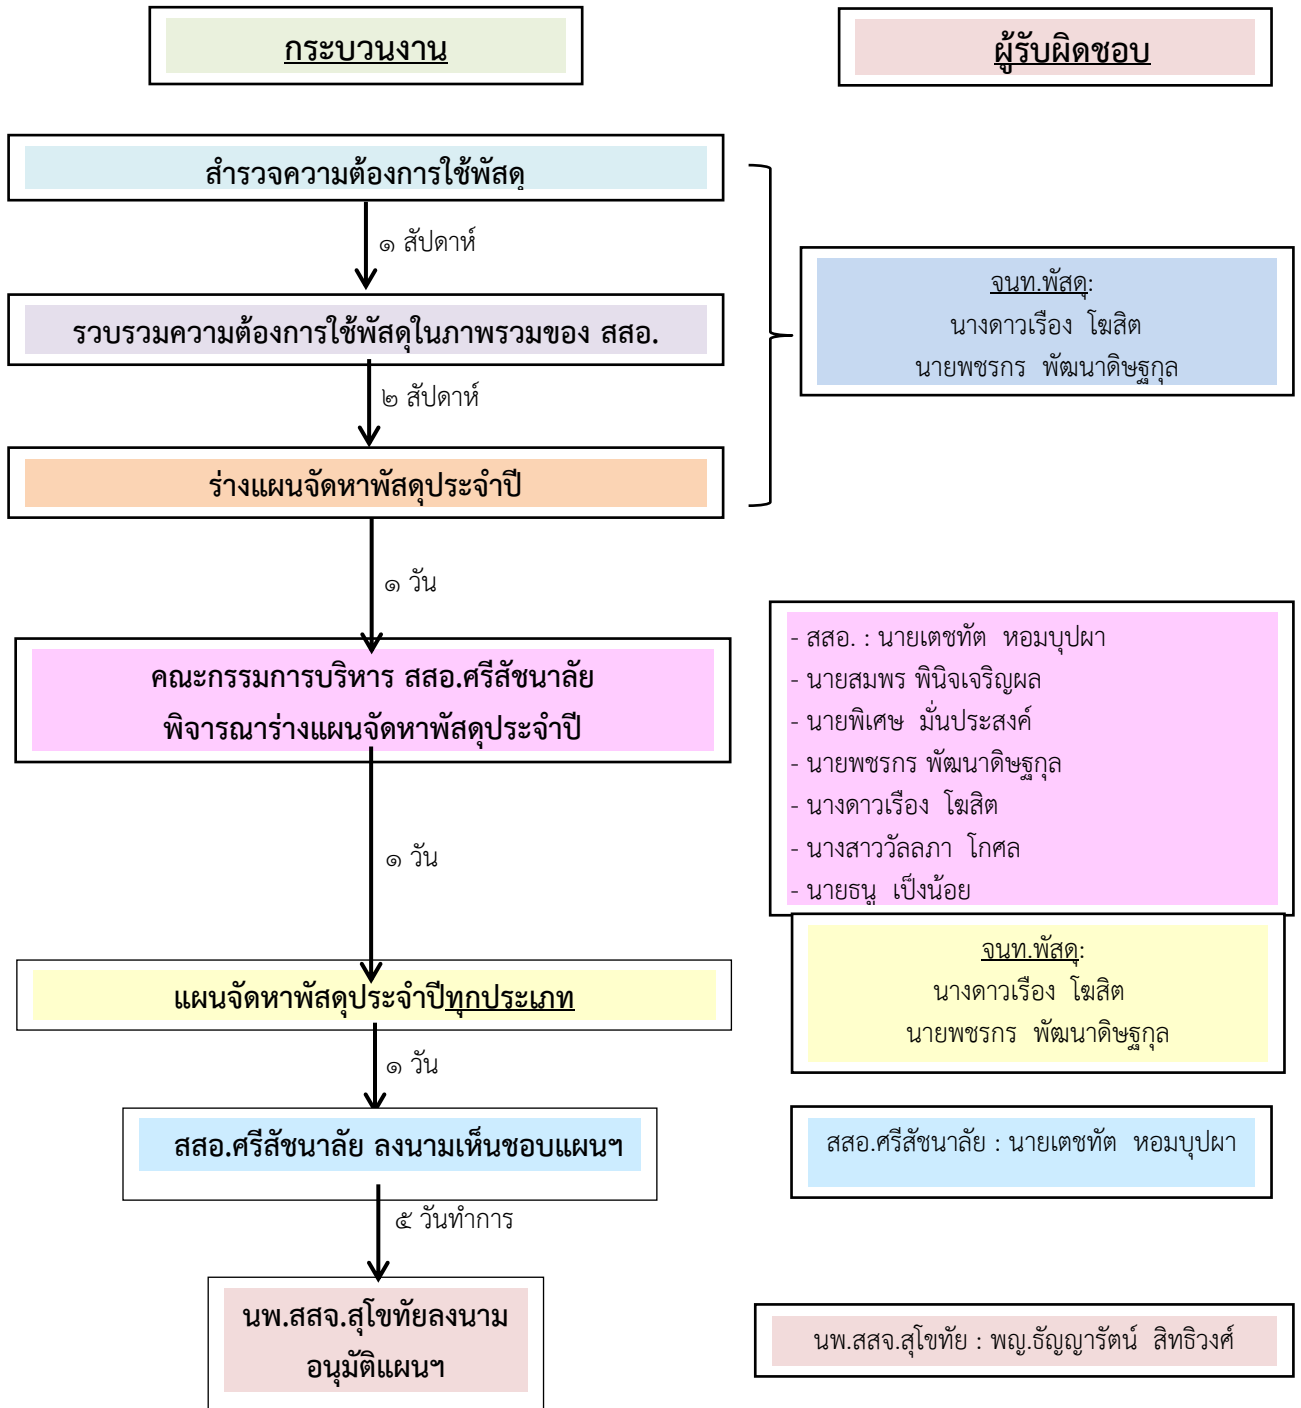 กระบวนงาน
ผู้รับผิดชอบ
สำรวจความต้องการใช้พัสดุ
๑ สัปดาห์
รวบรวมความต้องการใช้พัสดุในภาพรวมของ สสอ.
๒ สัปดาห์
ร่างแผนจัดหาพัสดุประจำปี
จนท.พัสดุ:
นางดาวเรือง โฆสิต
นายพชรกร พัฒนาดิษฐกุล
๑ วัน
คณะกรรมการบริหาร สสอ.ศรีสัชนาลัย
พิจารณาร่างแผนจัดหาพัสดุประจำปี
- สสอ. : นายเตชทัต หอมบุปผา
- นายสมพร พินิจเจริญผล
- นายพิเศษ มั่นประสงค์
- นายพชรกร พัฒนาดิษฐกุล
- นางดาวเรือง โฆสิต
- นางสาววัลลภา โกศล
- นายธนู เป็งน้อย
๑ วัน
แผนจัดหาพัสดุประจำปีทุกประเภท
จนท.พัสดุ:
นางดาวเรือง โฆสิต
นายพชรกร พัฒนาดิษฐกุล
๑ วัน
สสอ.ศรีสัชนาลัย ลงนามเห็นชอบแผนฯ
สสอ.ศรีสัชนาลัย : นายเตชทัต หอมบุปผา
๕ วันทำการ
นพ.สสจ.สุโขทัยลงนาม
อนุมัติแผนฯ
นพ.สสจ.สุโขทัย : พญ.ธัญญารัตน์ สิทธิวงศ์